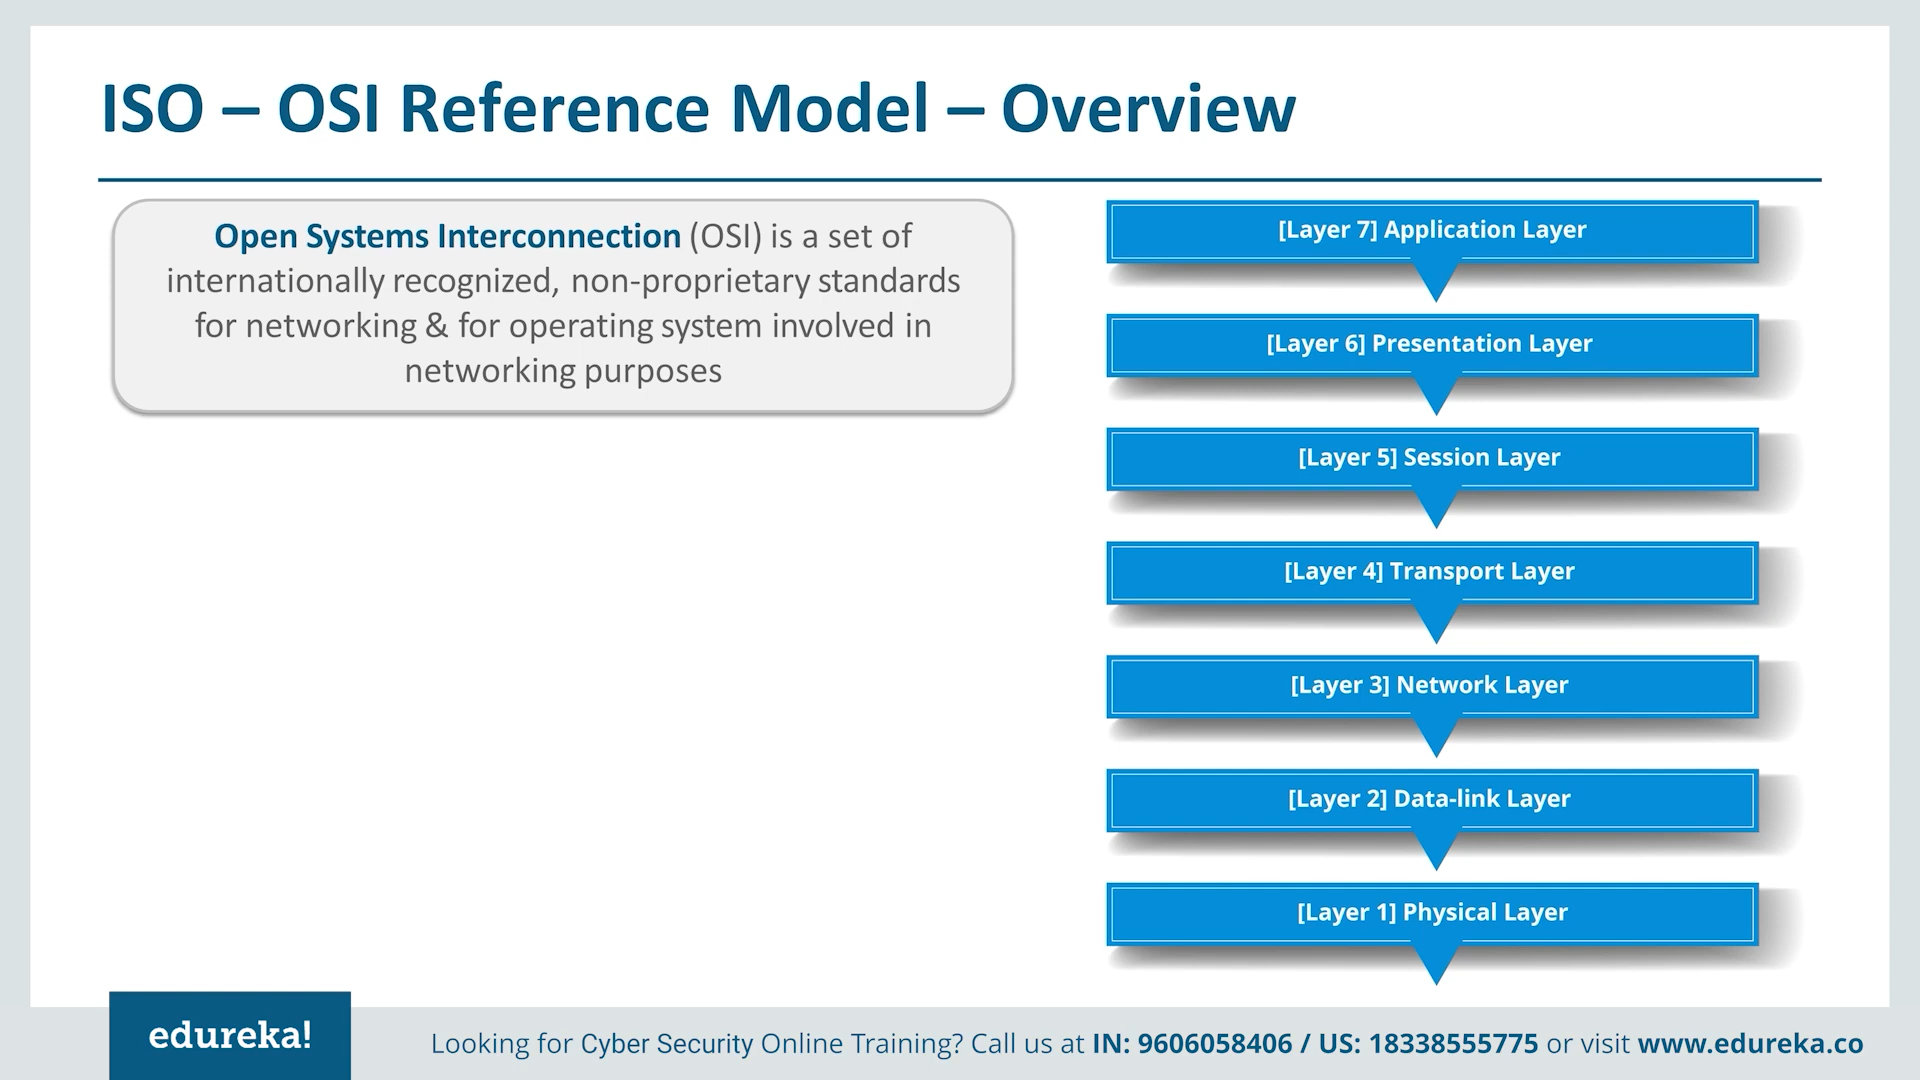 ISO – OSI Reference Model – Overview
Open Systems Interconnection (OSI) is a set of
internationally recognized, non-proprietary standards
for networking & for operating system involved in
networking purposes
[Layer 7] Application Layer
[Layer 6] Presentation Layer
[Layer 5] Session Layer
[Layer 4] Transport Layer
[Layer 3] Network Layer
[Layer 2] Data-link Layer
[Layer 1] Physical Layer
edureka!
Looking for Cyber Security Online Training? Call us at IN: 9606058406 / US: 18338555775 or visit www.edureka.co